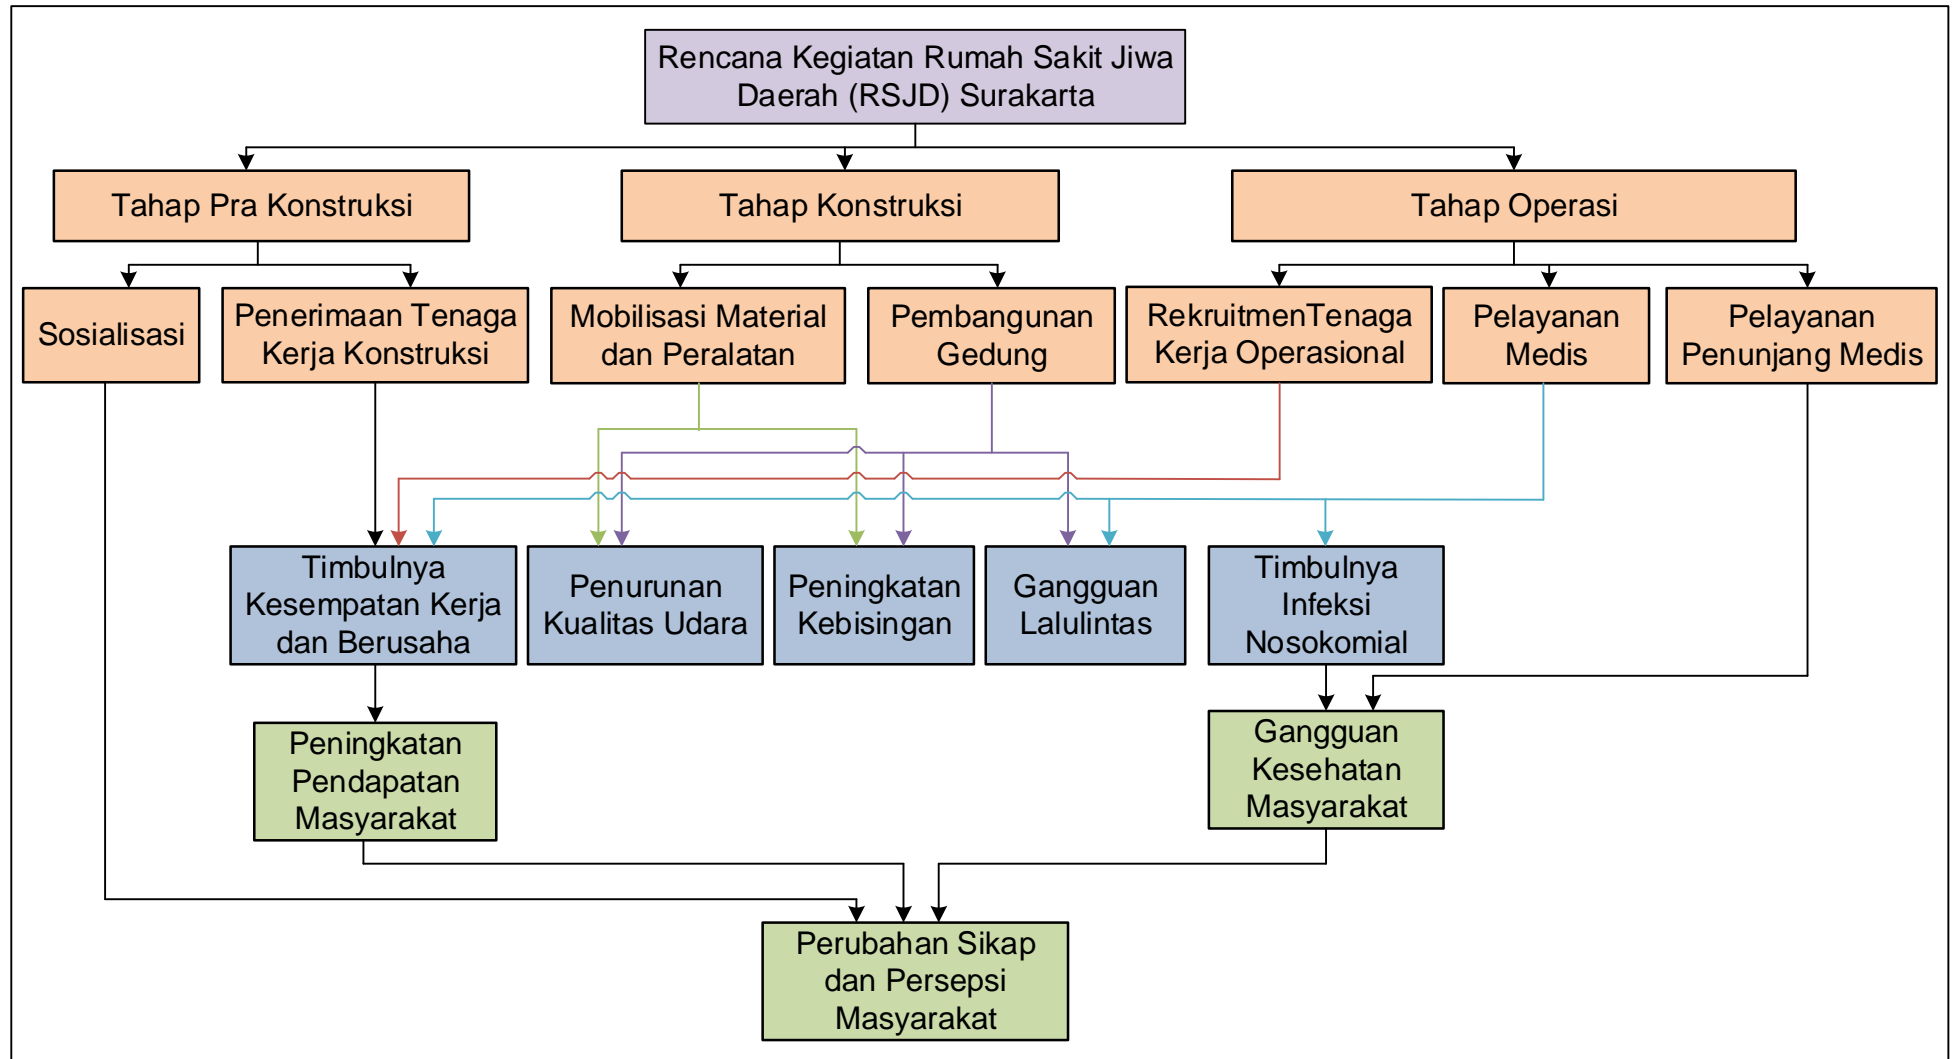 Rencana Kegiatan Rumah Sakit Jiwa
Daerah (RSJD) Surakarta
Tahap Pra Konstruksi
Tahap Konstruksi
Tahap Operasi
Sosialisasi
Penerimaan Tenaga
Kerja Konstruksi
Mobilisasi Material
dan Peralatan
Pembangunan
Gedung
RekruitmenTenaga
Kerja Operasional
Pelayanan
Medis
Pelayanan
Penunjang Medis
Timbulnya
Kesempatan Kerja
dan Berusaha
Penurunan
Kualitas Udara
Peningkatan
Kebisingan
Gangguan
Lalulintas
Timbulnya
Infeksi
Nosokomial
Peningkatan
Pendapatan
Masyarakat
Gangguan
Kesehatan
Masyarakat
Perubahan Sikap
dan Persepsi
Masyarakat